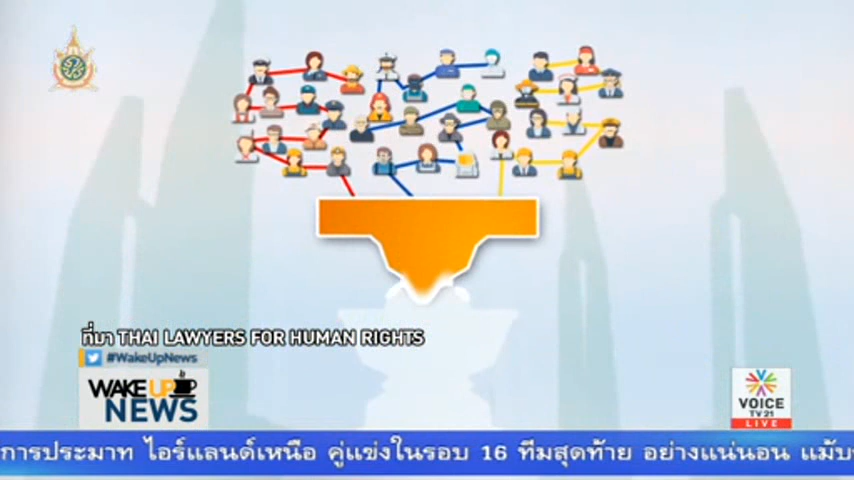 ที่มา THAI LAWYERS FOR HUMAN RIGHTS
#WakeUpNews
WAKE UP
NEWS
VOICE
TV 21
LIVE
การประมาท ไอร์แลนด์เหนือ คู่แข่งในรอบ 16 ทีมสุดท้าย อย่างแน่นอน แม้บ